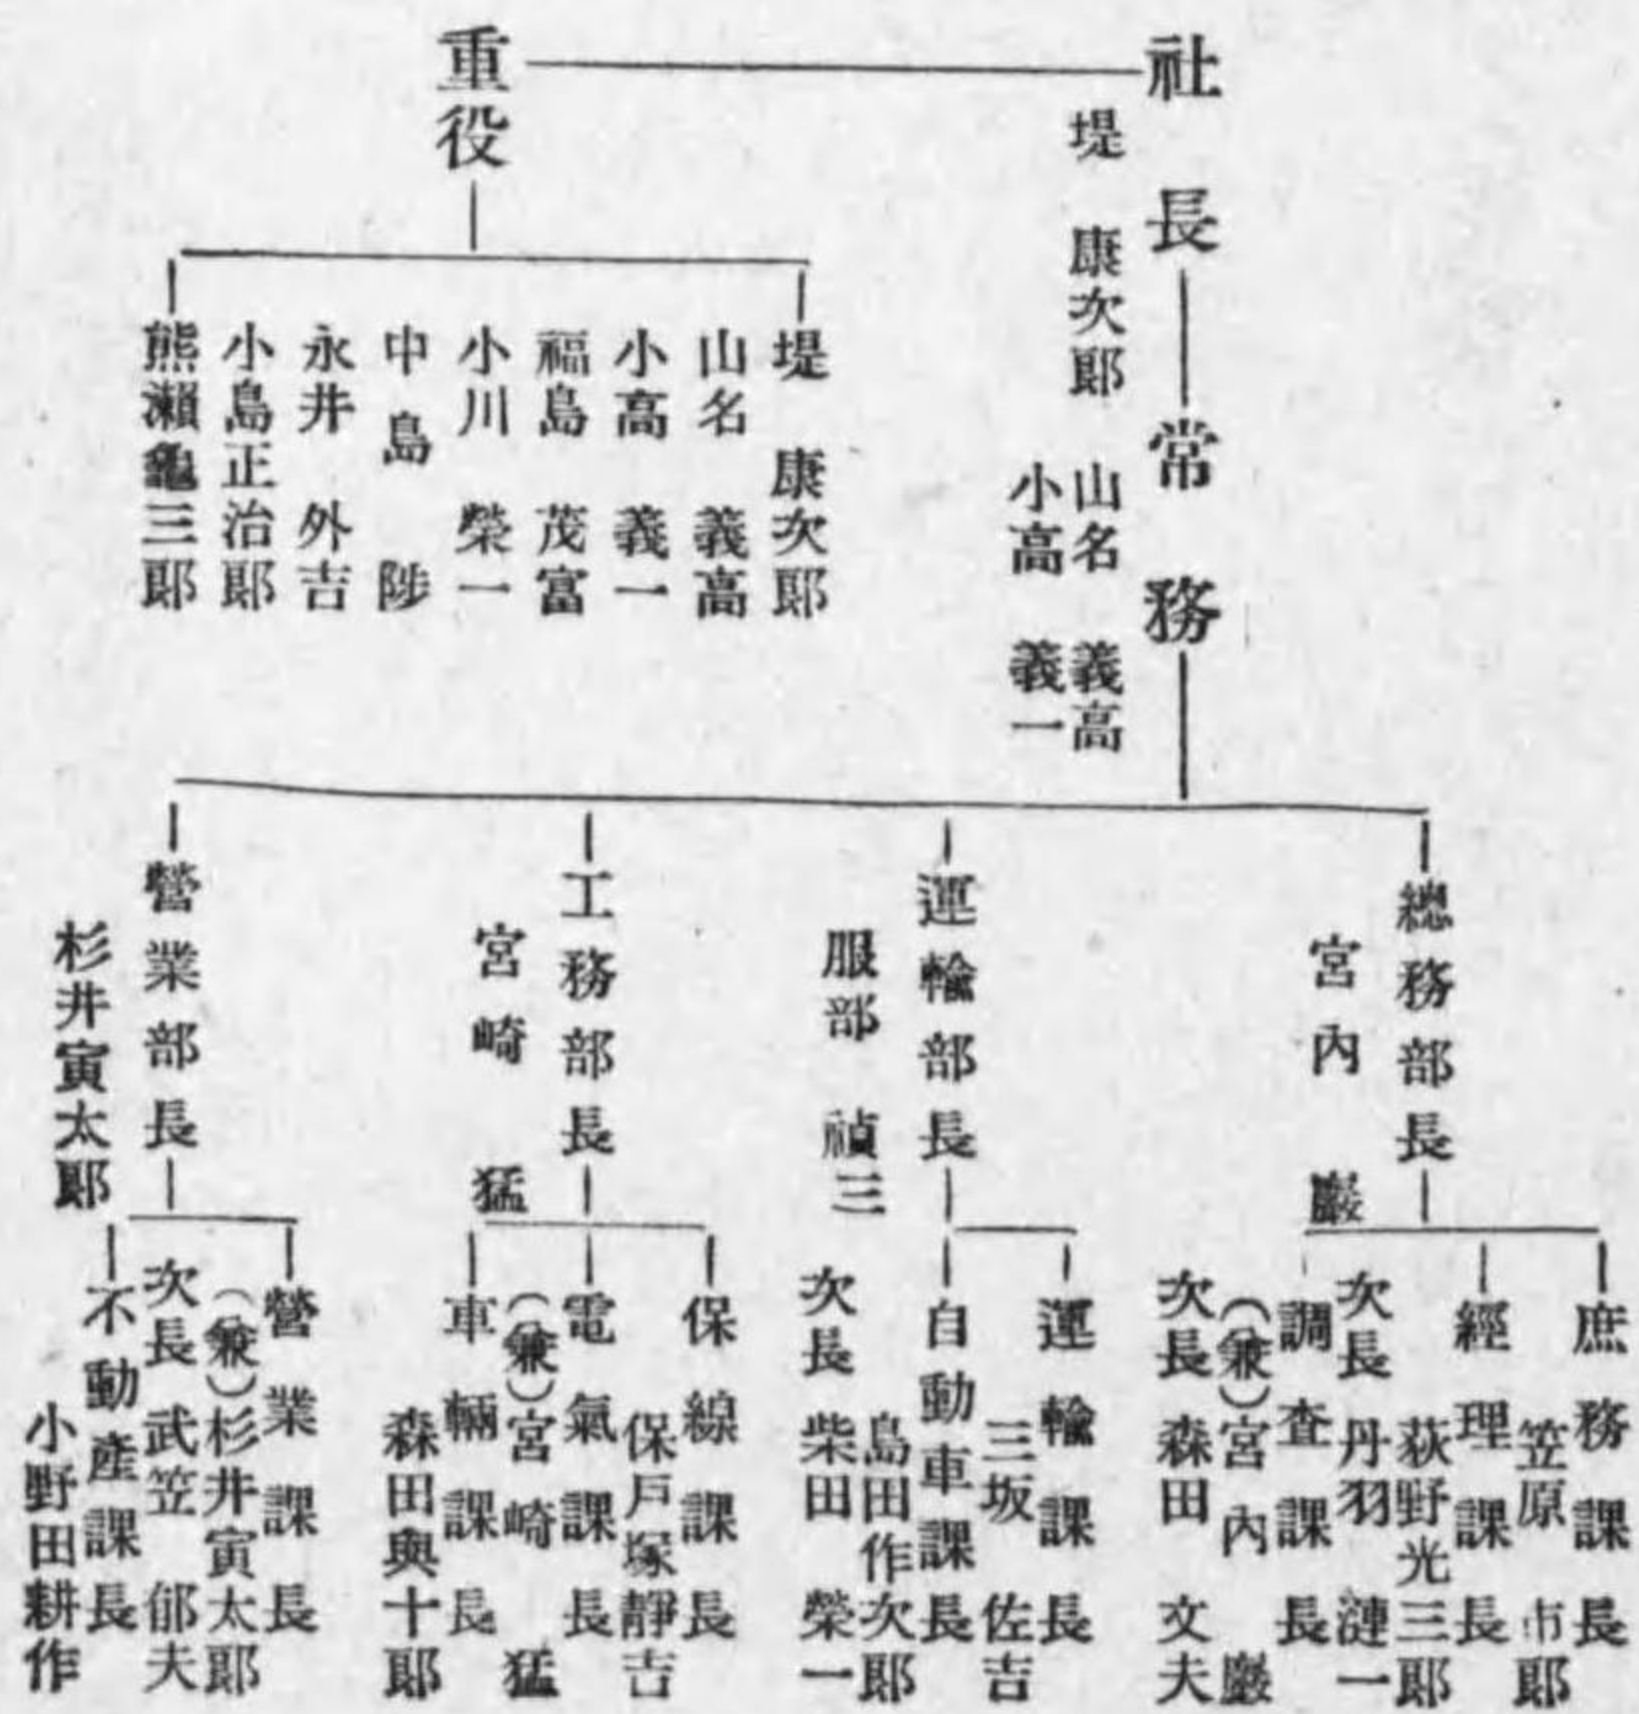 社長
堤 康次郎
常務
山名 義高
小高 義一
重役
堤 康次郎
山名 義高
小高 義一
福島 茂富
小川 榮一
中島 陟
永井 外吉
小島正治郎
熊瀨龜三郎
總務部長
宮內 巖
庶務課長
笠原 市郎
經理課長
荻野光三郎
次長 丹羽 漣一
調査課長
(兼)宮內 巖
次長 森田 文夫
運輸部長
服部 禎三
運輸課長
三坂 佐吉
自動車課長
島田作次郎
次長 柴田 榮一
工務部長
宮崎 猛
保線課長
保戸塚靜吉
電氣課長
(兼)宮崎 猛
車輛課長
森田與十郎
營業部長
杉井寅太郎
營業課長
(兼)杉井寅太郎
次長 武笠 郁夫
不動産課長
小野田耕作